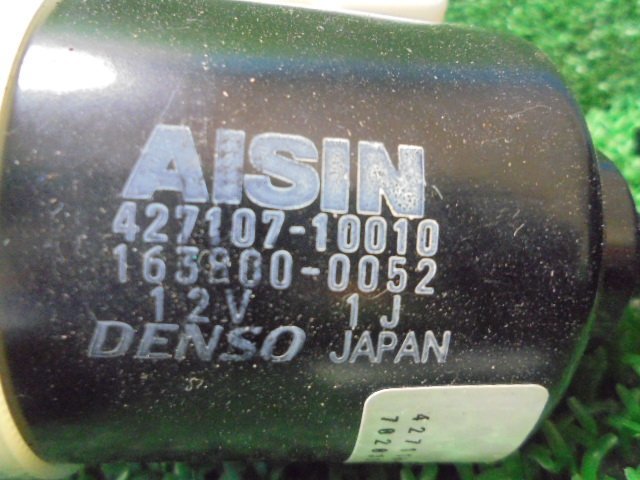 AISIN
427107-10010
163800-0052
12V 1J
DENSO JAPAN